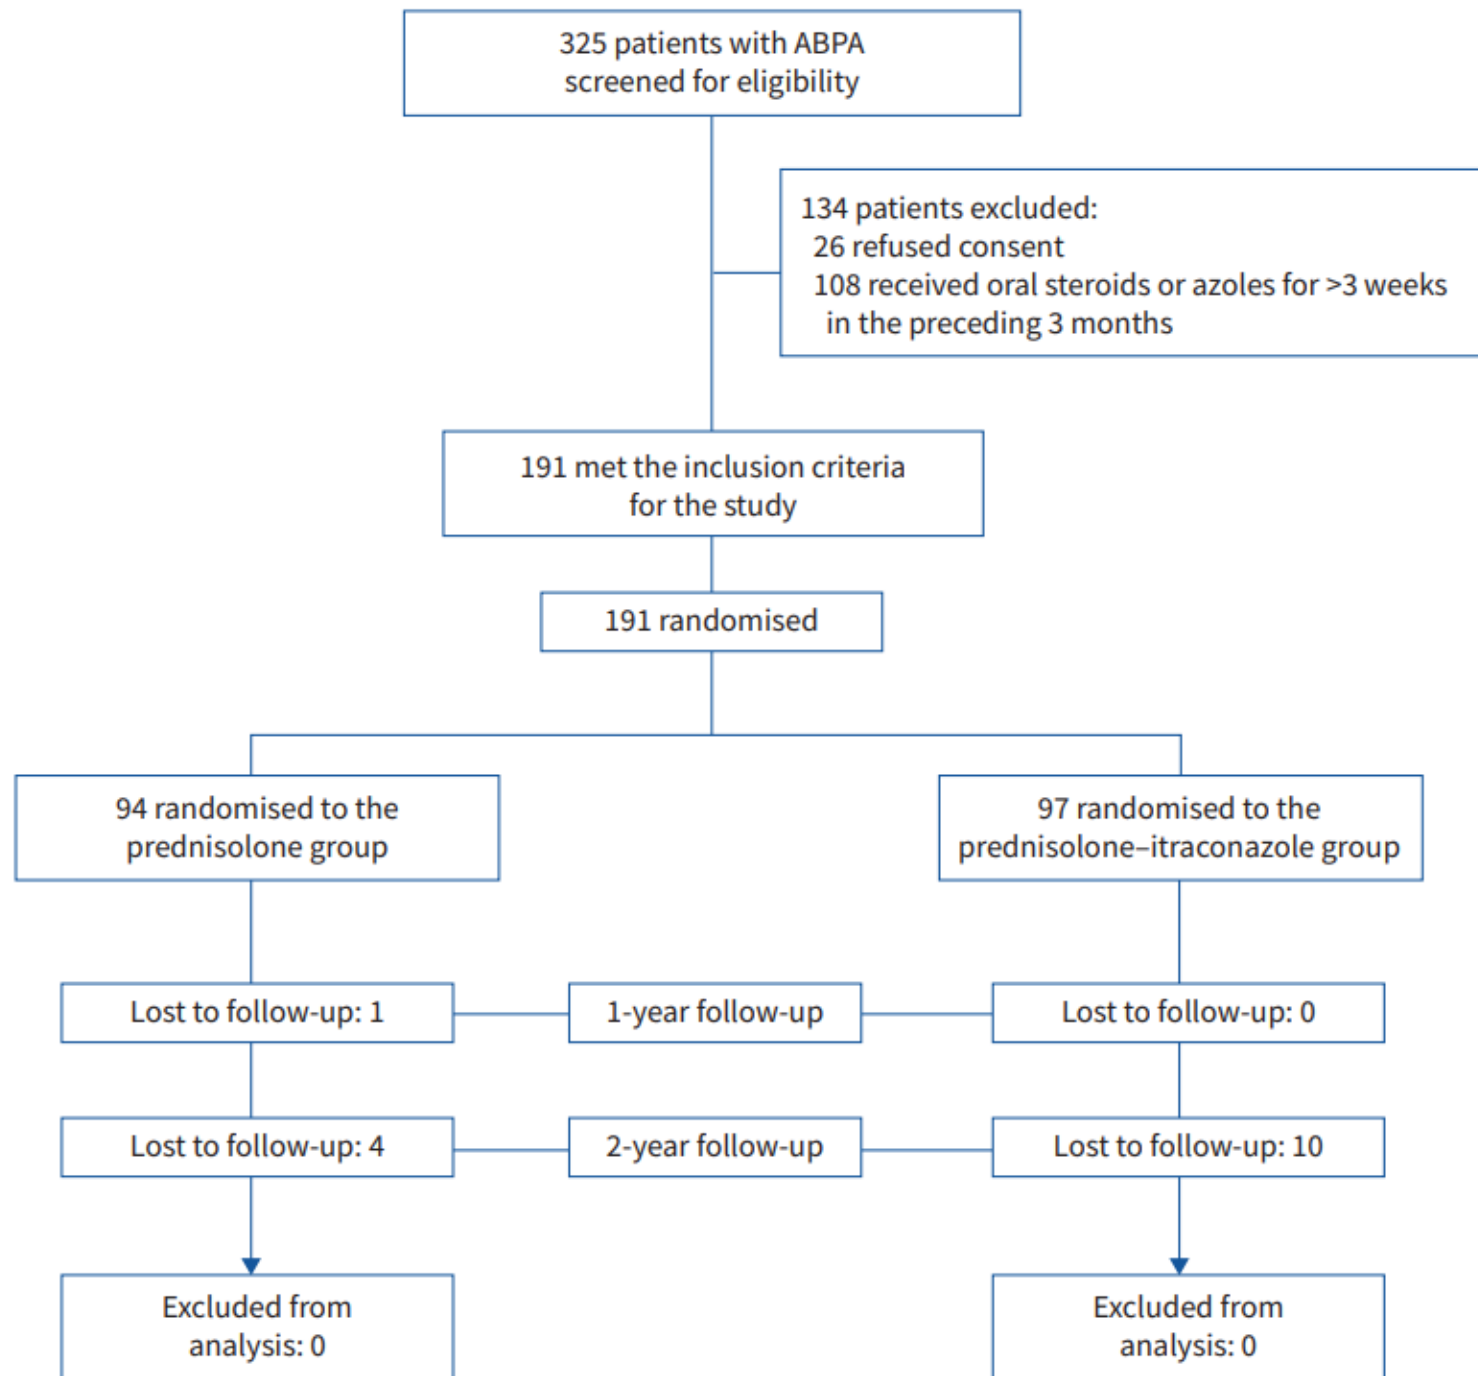 325 patients with ABPA
screened for eligibility
134 patients excluded:
26 refused consent
108 received oral steroids or azoles for >3 weeks
in the preceding 3 months
191 met the inclusion criteria
for the study
191 randomised
94 randomised to the
prednisolone group
97 randomised to the
prednisolone–itraconazole group
Lost to follow-up: 1
1-year follow-up
Lost to follow-up: 0
Lost to follow-up: 4
2-year follow-up
Lost to follow-up: 10
Excluded from
analysis: 0
Excluded from
analysis: 0